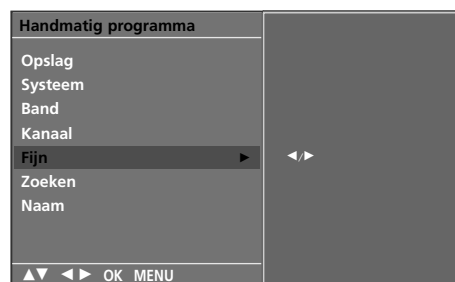 Handmatig programma
Opslag
Systeem
Band
Kanaal
Fijn ► ◄/►
Zoeken
Naam
▲▼ ◄► OK MENU